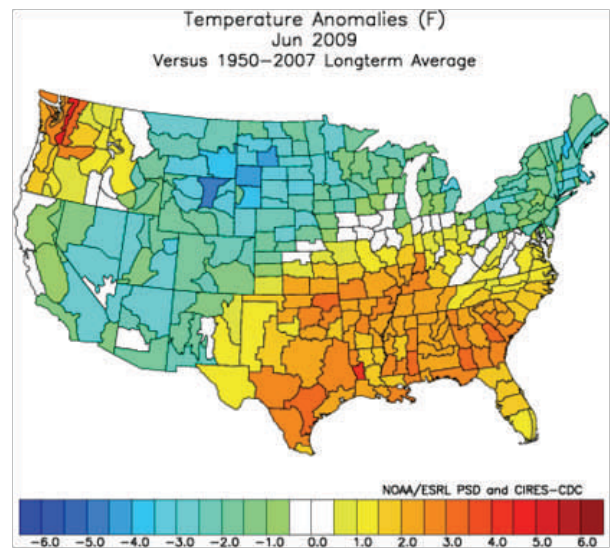 Temperature Anomalies (F)
Jun 2009
Versus 1950-2007 Longterm Average
NOAA/ESRL PSD and CIRES-CDC
-6.0 -5.0 -4.0 -3.0 -2.0 -1.0 0.0 1.0 2.0 3.0 4.0 5.0 6.0